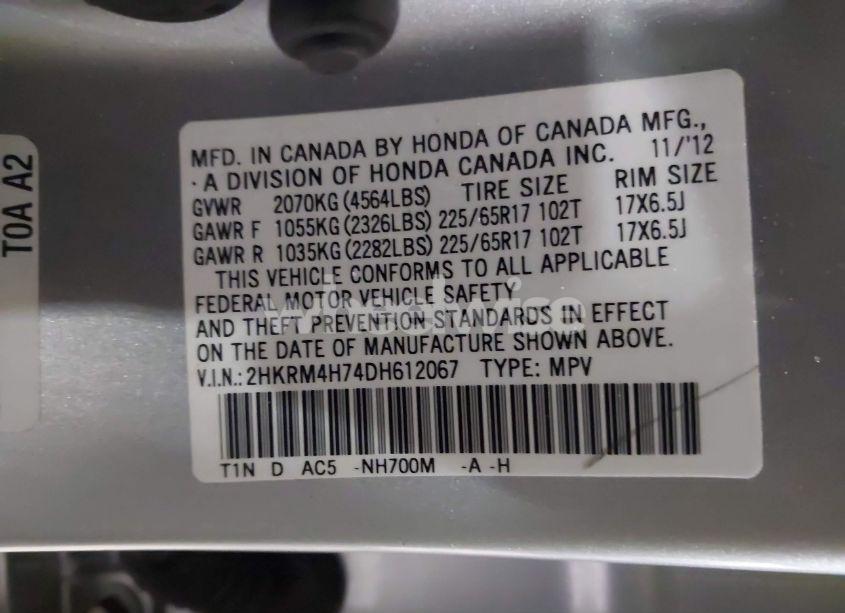 T0A A2
MFD. IN CANADA BY HONDA OF CANADA MFG.,
·A DIVISION OF HONDA CANADA INC. 11/'12
GVWR 2070KG (4564LBS) TIRE SIZE RIM SIZE
GAWR F 1055KG (2326LBS) 225/65R17 102T 17X6.5J
GAWR R 1035KG (2282LBS) 225/65R17 102T 17X6.5J
THIS VEHICLE CONFORMS TO ALL APPLICABLE
FEDERAL MOTOR VEHICLE SAFETY
AND THEFT PREVENTION STANDARDS IN EFFECT
ON THE DATE OF MANUFACTURE SHOWN ABOVE.
V.I.N.: 2HKRM4H74DH612067 TYPE: MPV
T1N D AC5 -NH700M -A -H